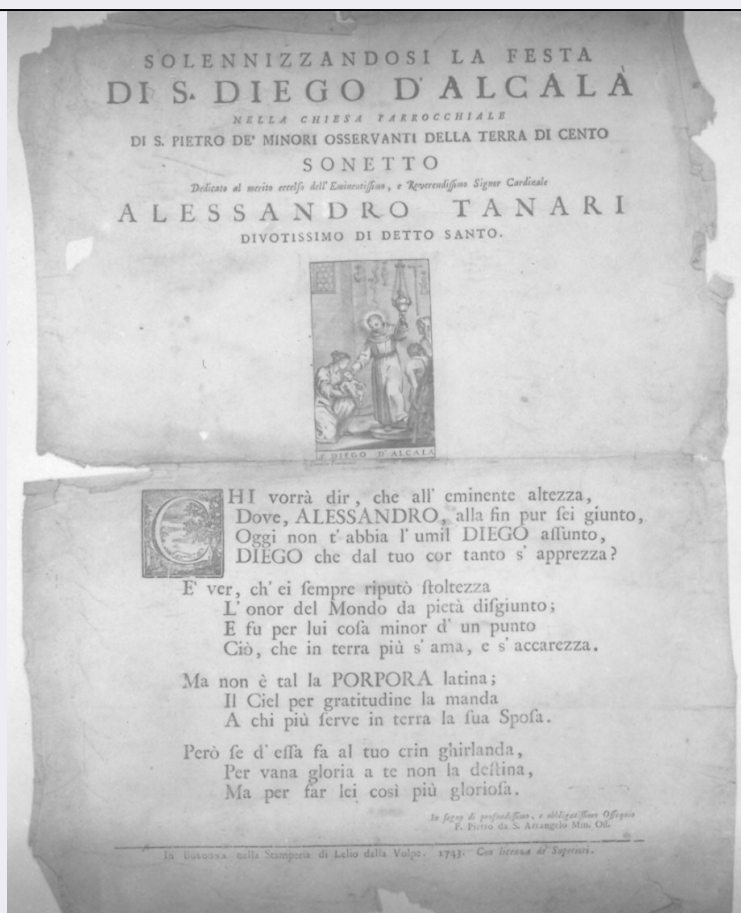 SOLENNIZZANDOSI LA FESTA
DI S. DIEGO D'ALCALÀ
NELLA CHIESA PARROCCHIALE
DI S. PIETRO DE' MINORI OSSERVANTI DELLA TERRA DI CENTO
SONETTO
Dedicato al merito eccelso dell' Eminentissimo, e Reverendissimo Signor Cardinale
ALESSANDRO TANARI
DIVOTISSIMO DI DETTO SANTO.
S. DIEGO D'ALCALA
CHI vorrà dir, che all' eminente altezza,
Dove, ALESSANDRO, alla fin pur ſei giunto,
Oggi non t' abbia l' umil DIEGO aſſunto,
DIEGO che dal tuo cor tanto s' apprezza?
E' ver, ch' ei ſempre riputò ſtoltezza
L' onor del Mondo da pietà diſgiunto;
E fu per lui coſa minor d' un punto
Ciò, che in terra più s' ama, e s' accarezza.
Ma non è tal la PORPORA latina;
Il Ciel per gratitudine la manda
A chi più ſerve in terra la ſua Spoſa.
Però ſe d' eſſa fa al tuo crin ghirlanda,
Per vana gloria a te non la deſtina,
Ma per far lei così più glorioſa.
In ſegno di profondiſſimo, e obbligatiſſimo Oſſequio
F. Pietro da S. Arcangelo Min. Oſſ.
In BOLOGNA nella Stamperia di Lelio dalla Volpe. 1743. Con licenza de' Superiori.